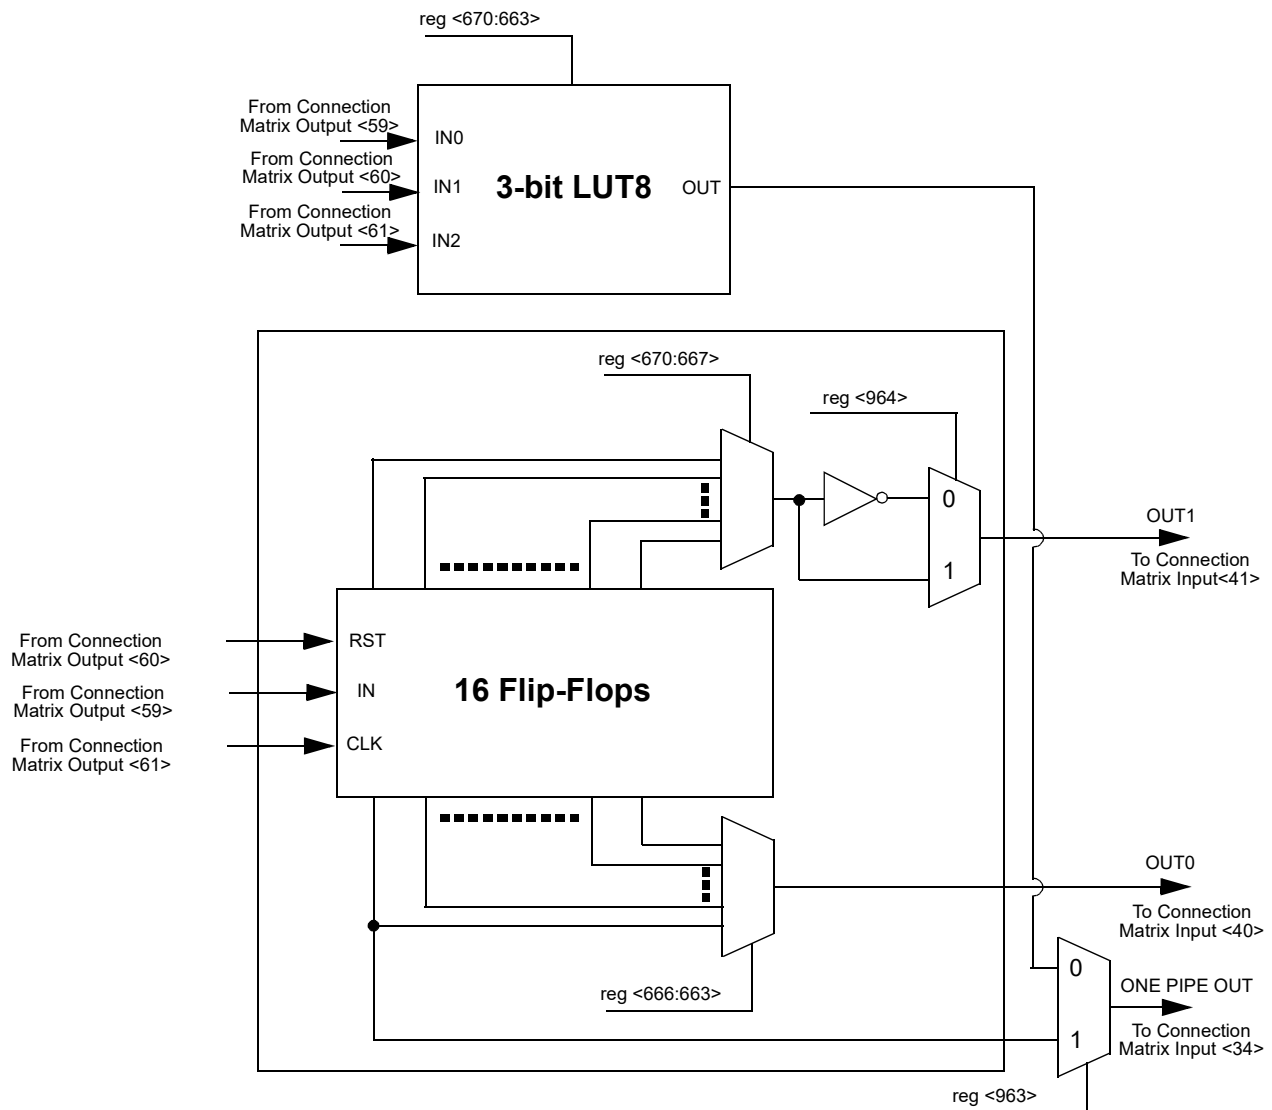 reg <670:663>
From Connection
Matrix Output <59>
IN0
From Connection
Matrix Output <60>
IN1
3-bit LUT8
OUT
From Connection
Matrix Output <61>
IN2
reg <670:667>
reg <964>
0
1
OUT1
To Connection
Matrix Input<41>
From Connection
Matrix Output <60>
RST
From Connection
Matrix Output <59>
IN
16 Flip-Flops
From Connection
Matrix Output <61>
CLK
OUT0
To Connection
Matrix Input <40>
reg <666:663>
0
1
ONE PIPE OUT
To Connection
Matrix Input <34>
reg <963>